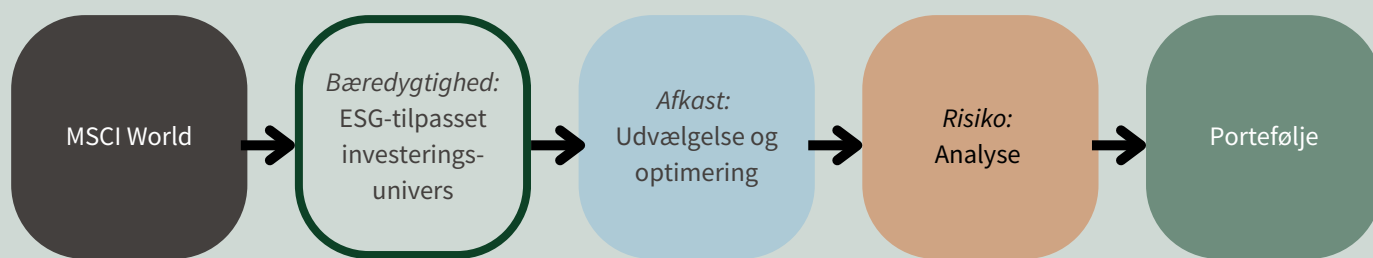 MSCI World
Bæredygtighed:
ESG-tilpasset
investerings-
univers
Afkast:
Udvælgelse og
optimering
Risiko:
Analyse
Portefølje